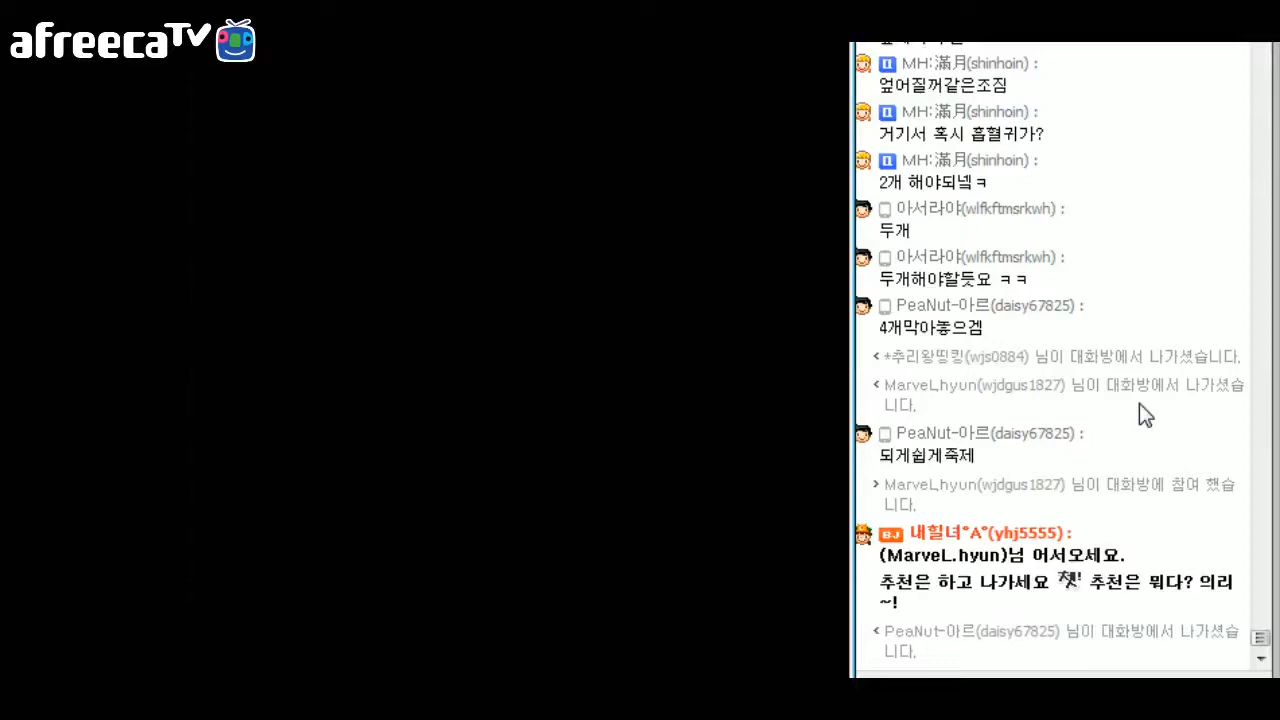 afreecaTV
MH:滿月(shinhoin) :
엎어질꺼같은조짐
MH:滿月(shinhoin) :
거기서 혹시 흡혈귀가?
MH:滿月(shinhoin) :
2개 해야되넼ㅋ
아서라야(wlfkftmsrkwh) :
두개
아서라야(wlfkftmsrkwh) :
두개해야할듯요 ㅋㅋ
PeaNut-아르(daisy67825) :
4개막아놓으겜
*추리왕띵킹(wjs0884) 님이 대화방에서 나가셨습니다.
MarveL.hyun(wjdgus1827) 님이 대화방에서 나가셨습
니다.
PeaNut-아르(daisy67825) :
되게쉽게죽제
MarveL.hyun(wjdgus1827) 님이 대화방에 참여 했습
니다.
BJ 내힐녀°A°(yhj5555) :
(MarveL.hyun)님 어서오세요.
추천은 하고 나가세요 쳇! 추천은 뭐다? 의리
~!
PeaNut-아르(daisy67825) 님이 대화방에서 나가셨습
니다.